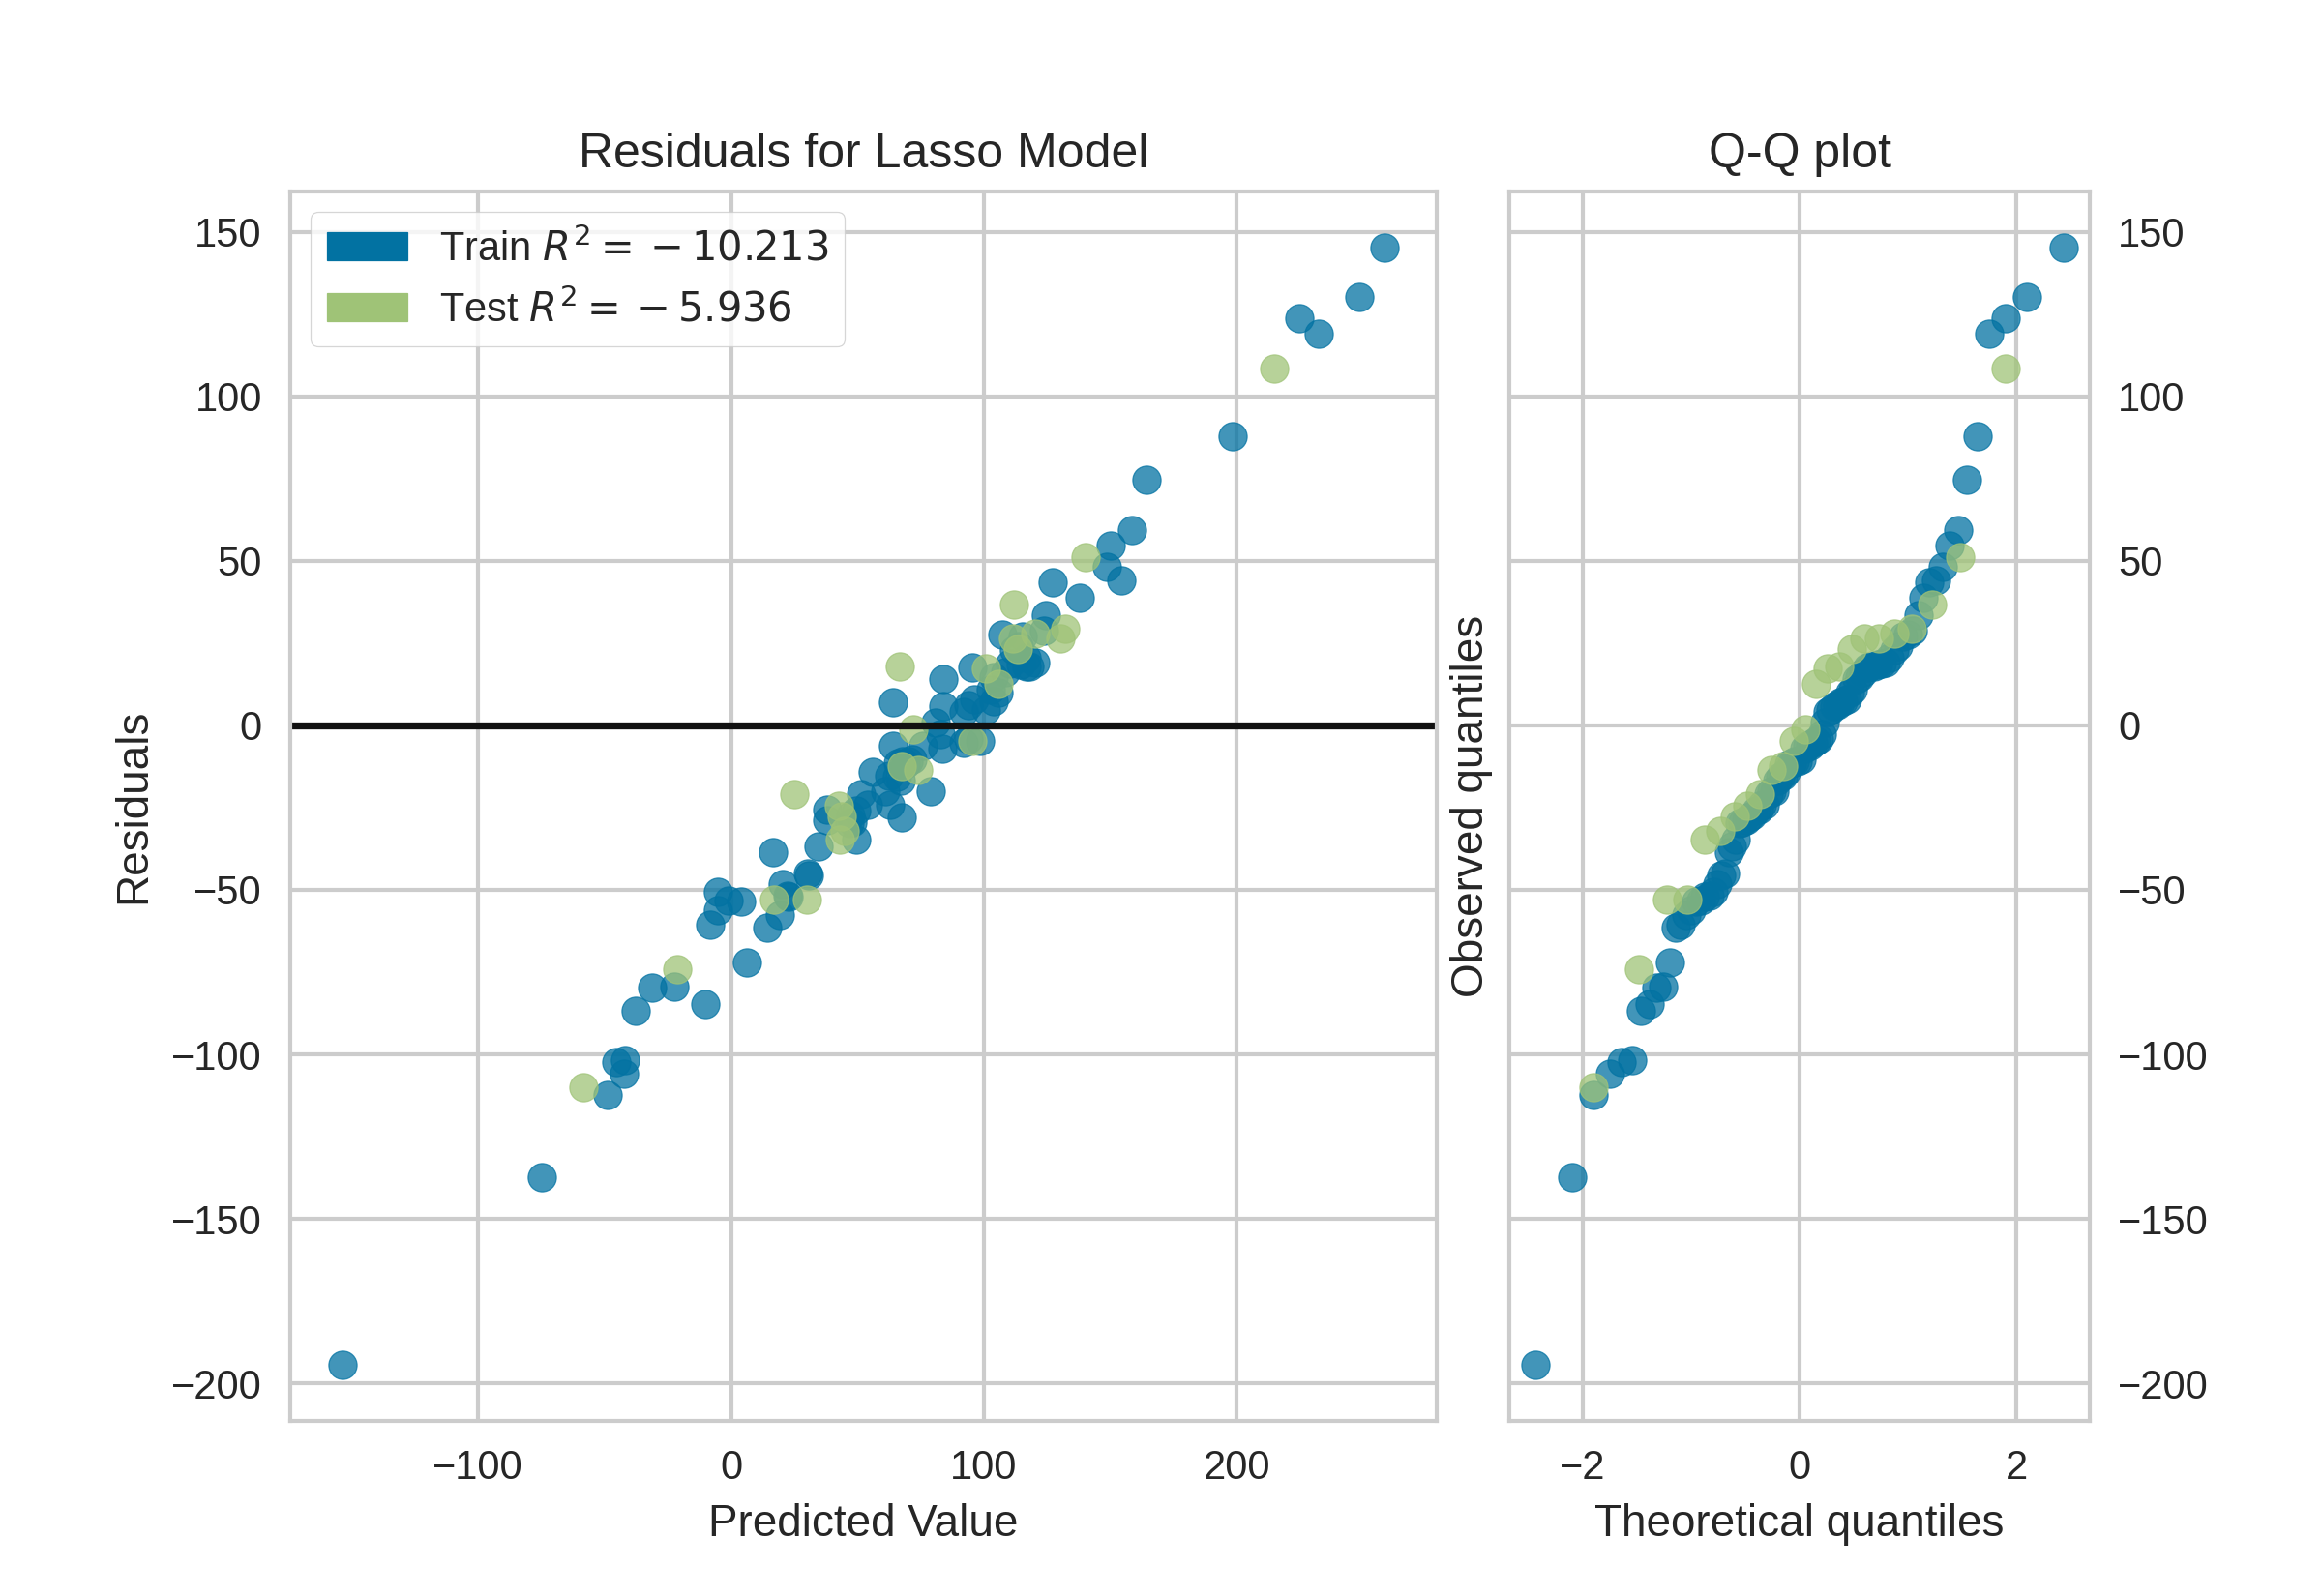 Residuals for Lasso Model
Train R² = −10.213
Test R² = −5.936
150
100
50
0
−50
−100
−150
−200
Residuals
−100 0 100 200
Predicted Value
Q-Q plot
Observed quantiles
150
100
50
0
−50
−100
−150
−200
−2 0 2
Theoretical quantiles